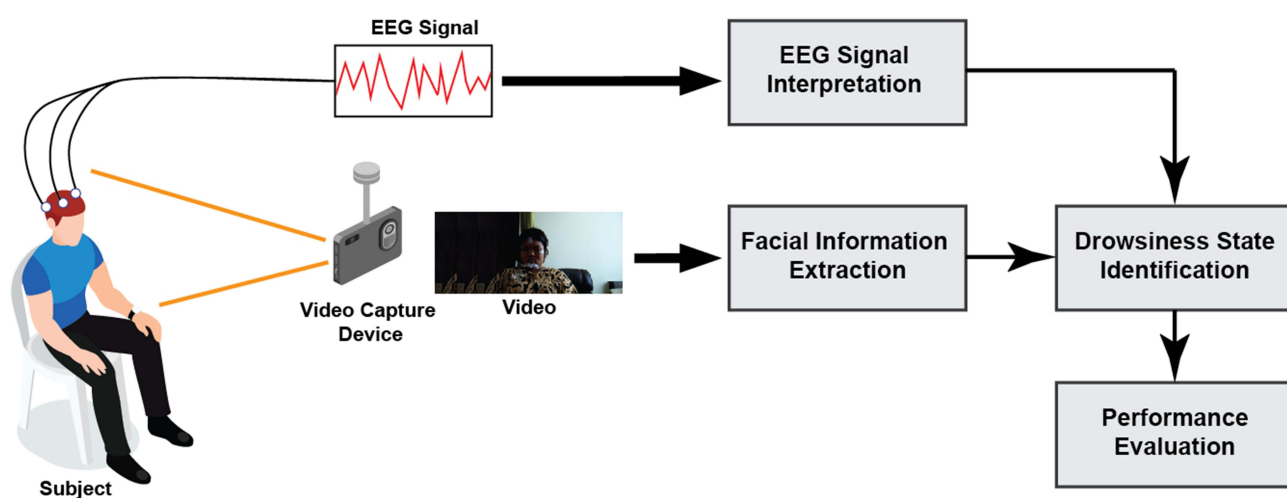 EEG Signal
EEG Signal
Interpretation
Video Capture
Device
Video
Facial Information
Extraction
Drowsiness State
Identification
Performance
Evaluation
Subject